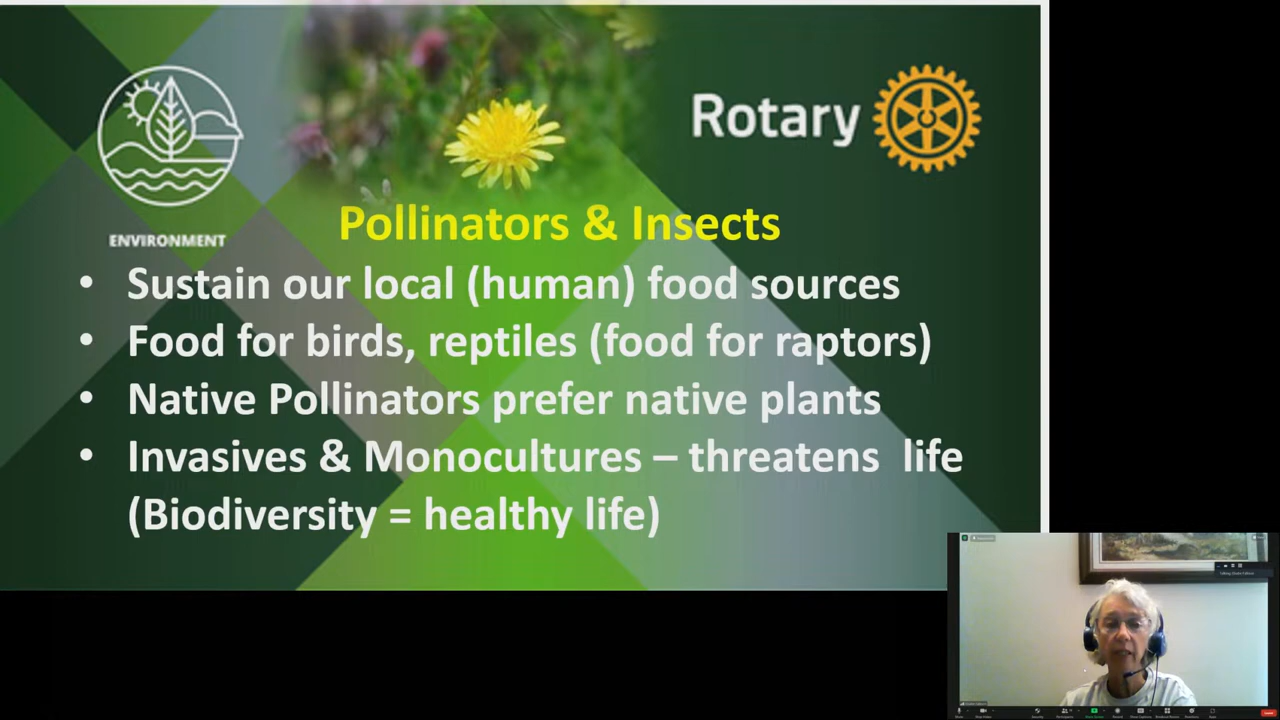 Rotary
ENVIRONMENT
Pollinators & Insects
• Sustain our local (human) food sources
• Food for birds, reptiles (food for raptors)
• Native Pollinators prefer native plants
• Invasives & Monocultures – threatens life
(Biodiversity = healthy life)